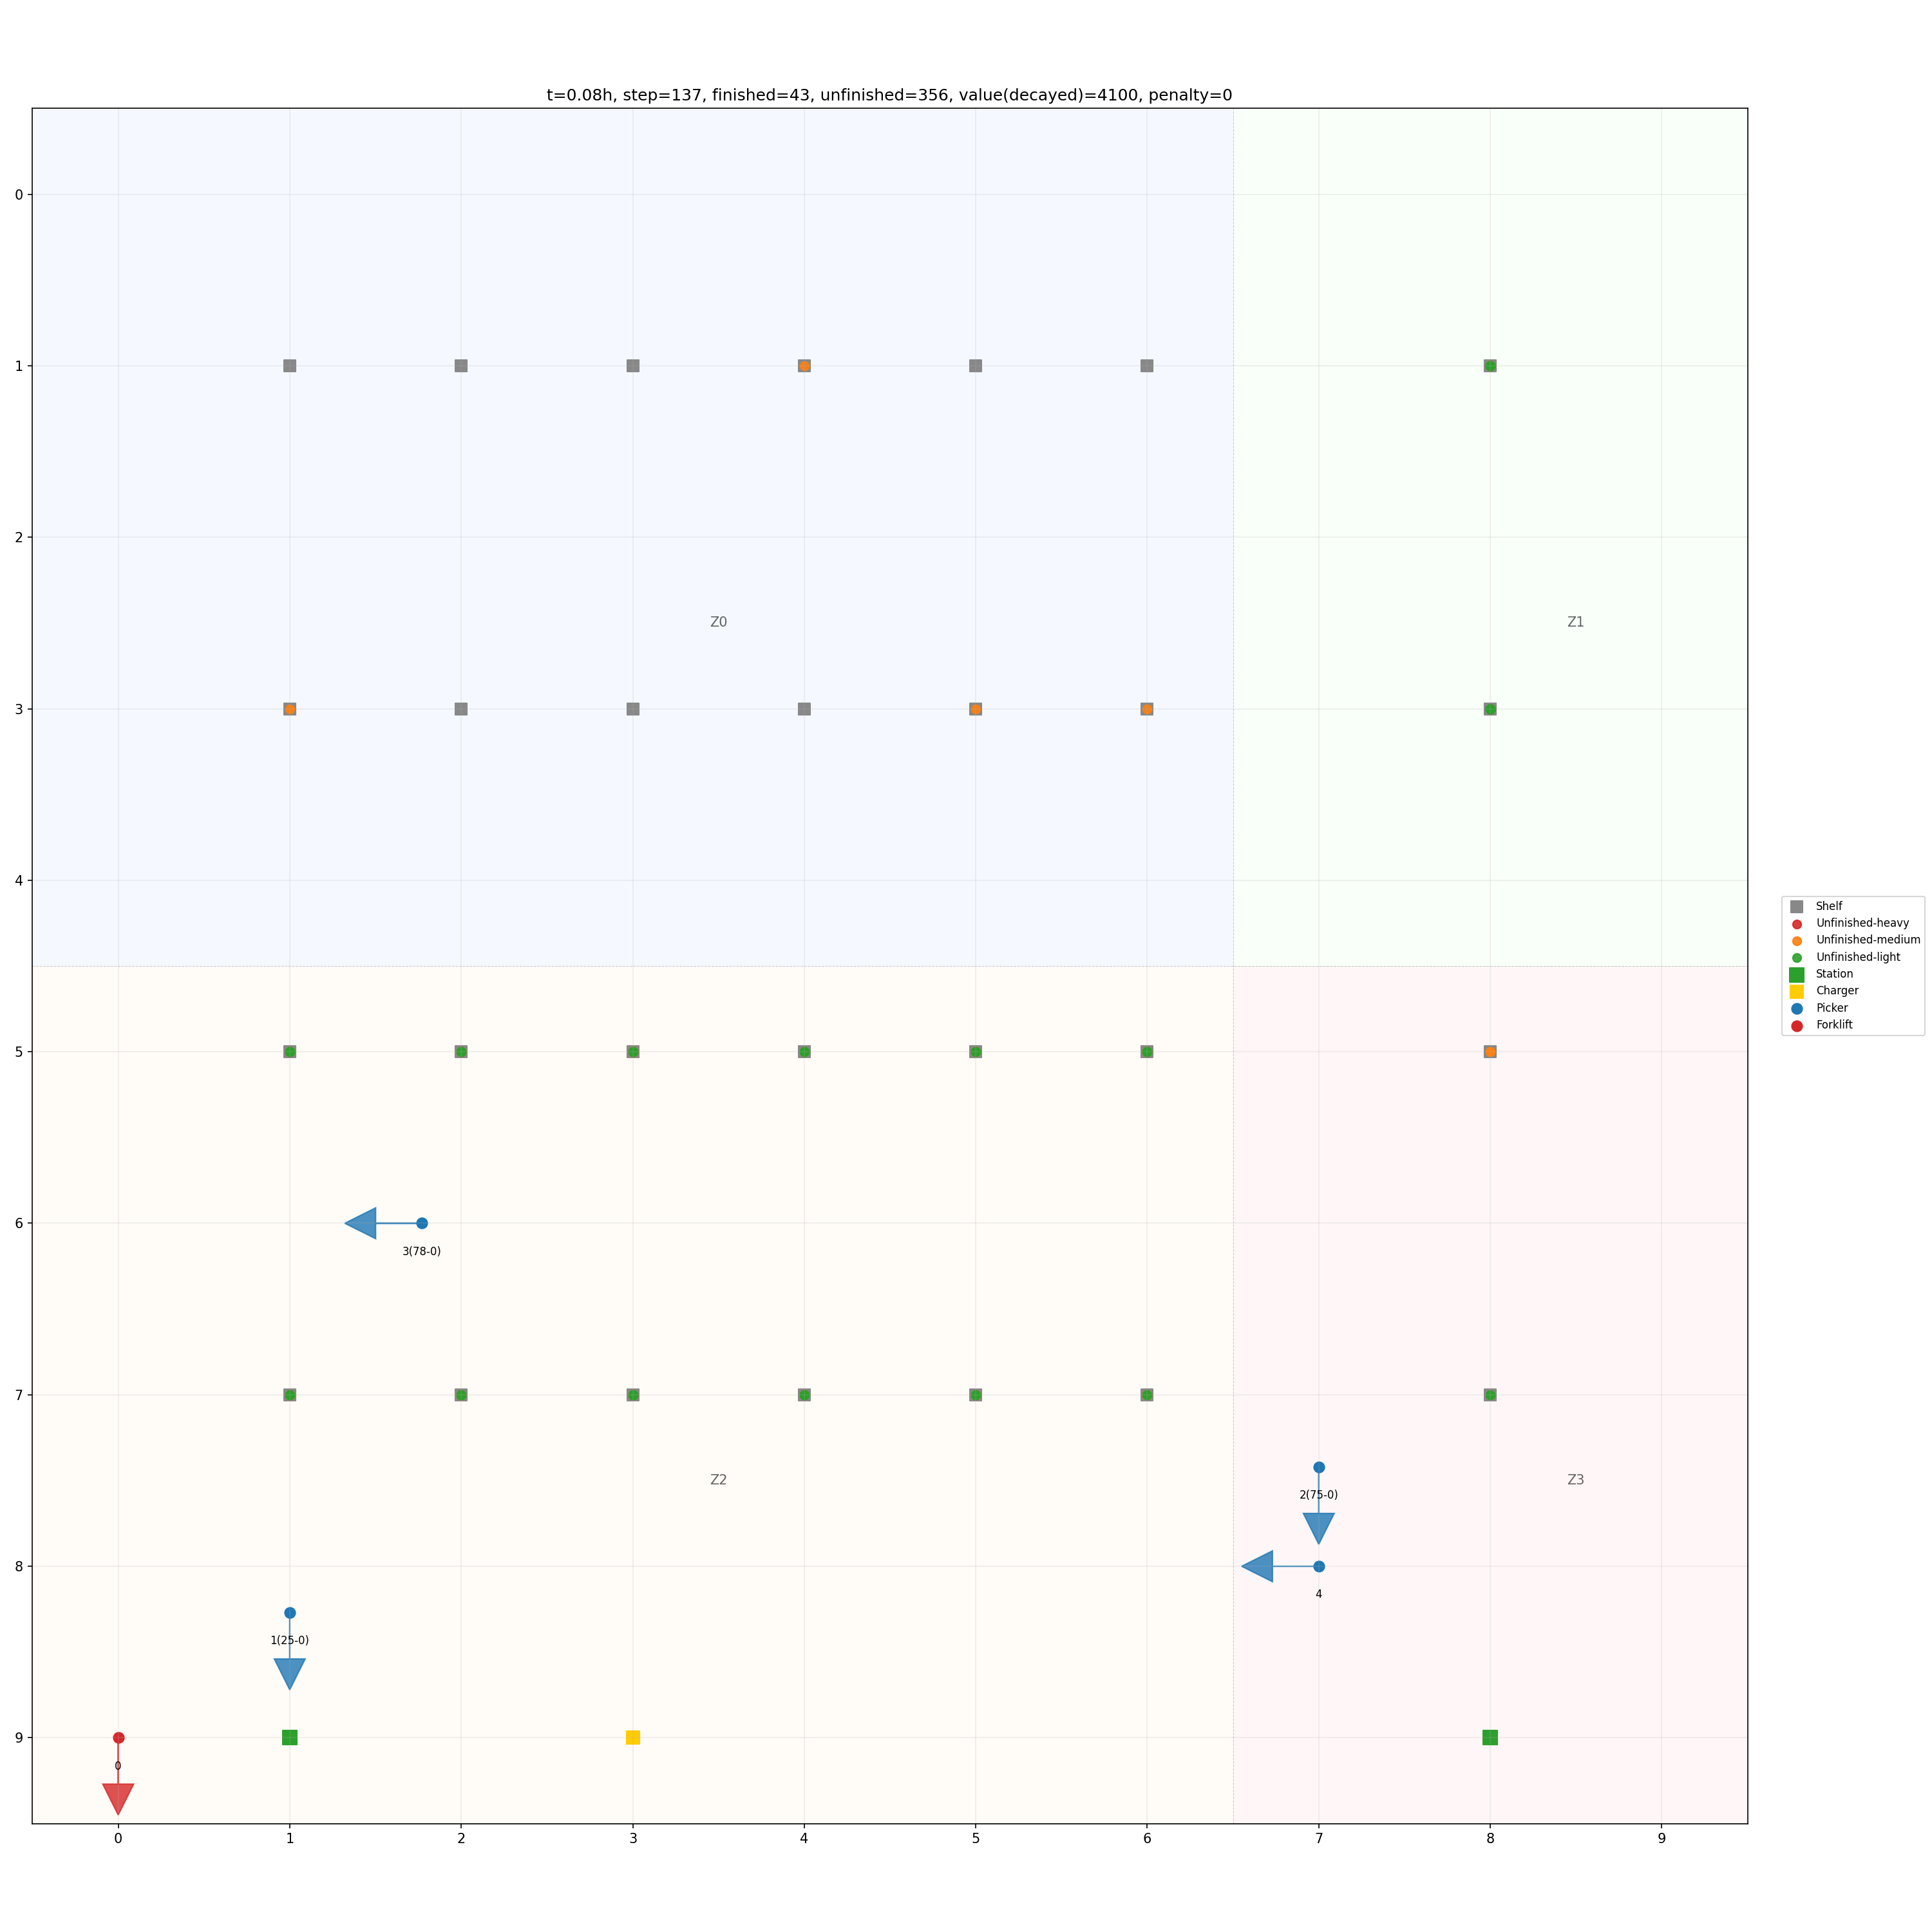 t=0.08h, step=137, finished=43, unfinished=356, value(decayed)=4100, penalty=0
0
1
2
Z0
Z1
3
4
Shelf
Unfinished-heavy
Unfinished-medium
Unfinished-light
Station
Charger
Picker
Forklift
5
6
3(78-0)
7
Z2
Z3
2(75-0)
8
4
1(25-0)
9
0
0
1
2
3
4
5
6
7
8
9